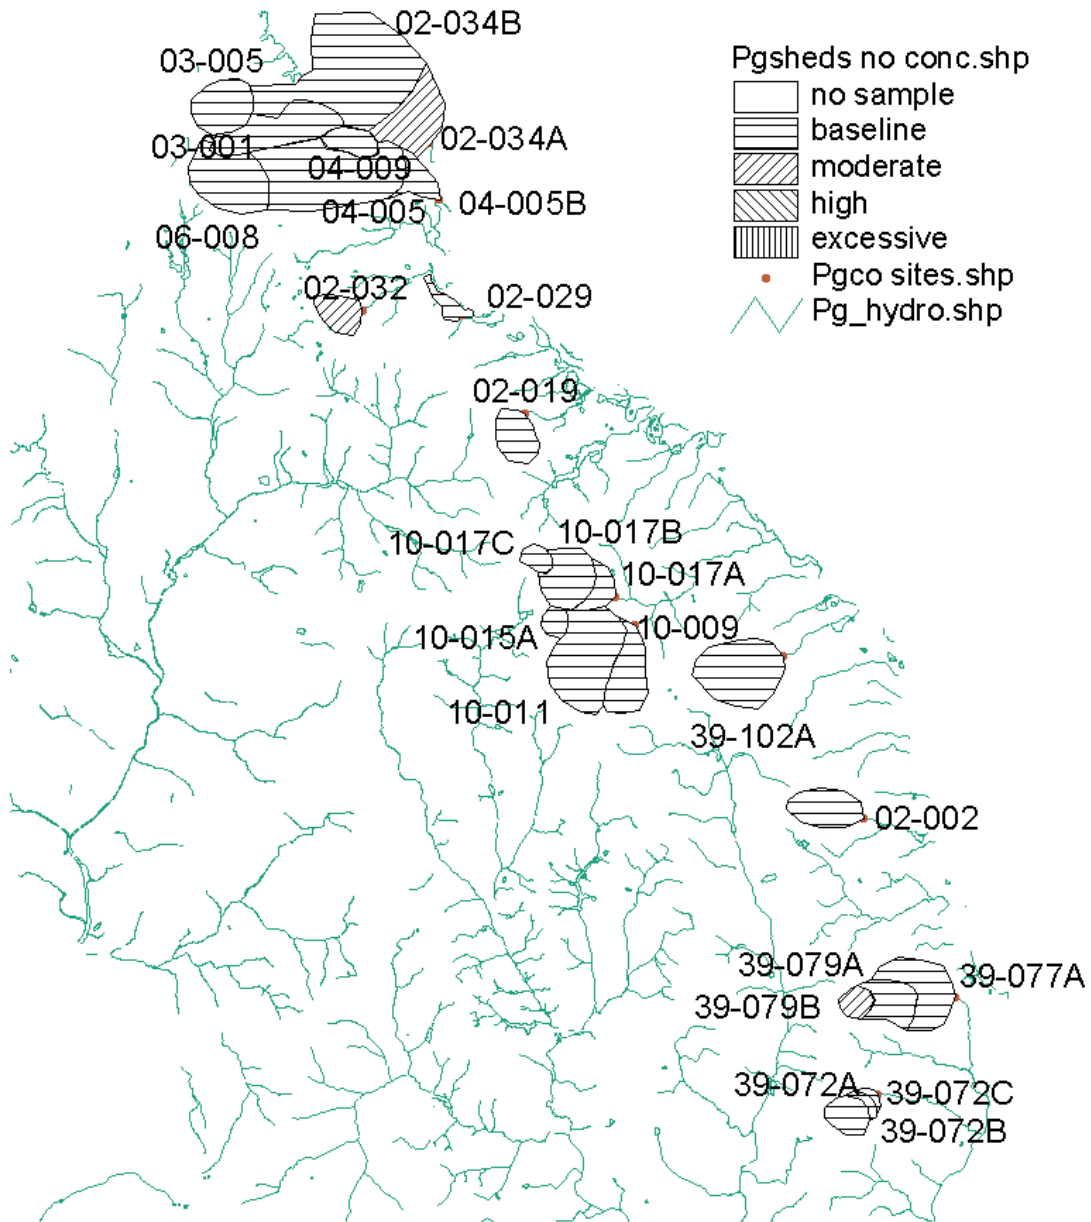 02-034B
03-005
Pgsheds no conc.shp
no sample
baseline
02-034A
03-001
04-009
moderate
04-005
04-005B
high
06-008
excessive
Pgco sites.shp
02-032
02-029
Pg_hydro.shp
02-019
10-017C
10-017B
10-017A
10-015A
10-009
10-011
39-102A
02-002
39-079A
39-077A
39-079B
39-072A
39-072C
39-072B